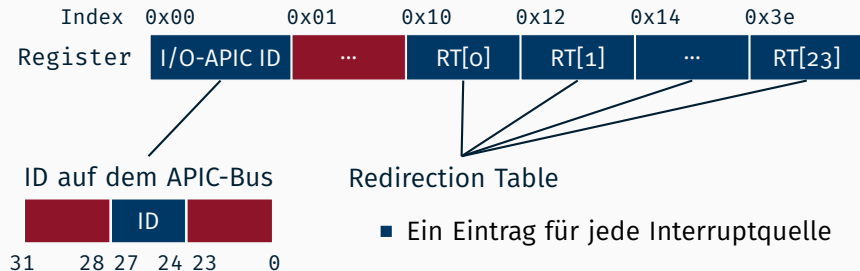 Index 0x00 0x01 0x10 0x12 0x14 0x3e
Register I/O-APIC ID ... RT[0] RT[1] ... RT[23]
ID auf dem APIC-Bus
Redirection Table
ID
■ Ein Eintrag für jede Interruptquelle
31 28 27 24 23 0